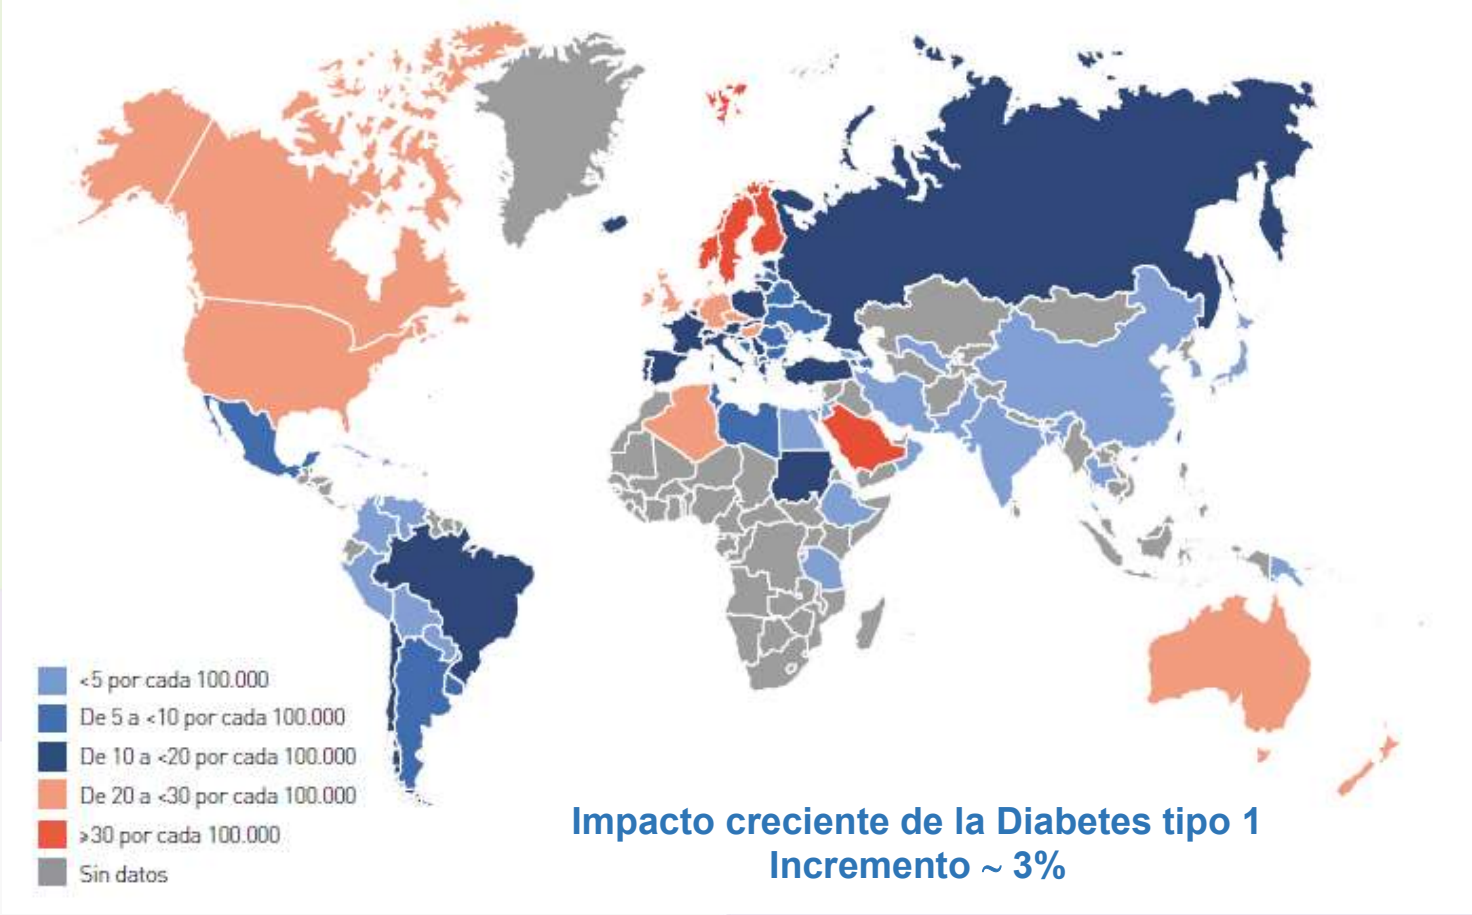 <5 por cada 100.000
De 5 a <10 por cada 100.000
De 10 a <20 por cada 100.000
De 20 a <30 por cada 100.000
≥30 por cada 100.000
Sin datos
Impacto creciente de la Diabetes tipo 1
Incremento ~ 3%